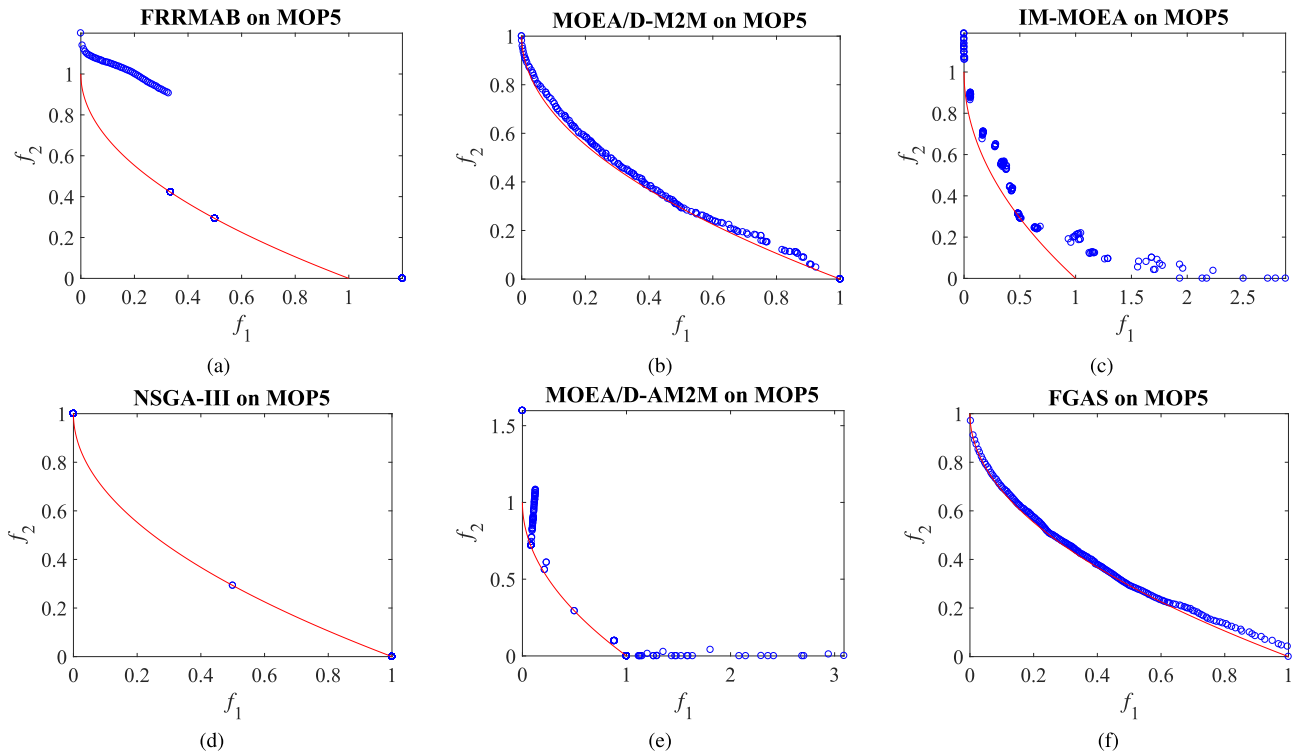 FRRMAB on MOP5
1
0.8
0.6
0.4
0.2
0
f2
0 0.2 0.4 0.6 0.8 1
f1
(a)
MOEA/D-M2M on MOP5
1
0.8
0.6
0.4
0.2
0
f2
0 0.2 0.4 0.6 0.8 1
f1
(b)
IM-MOEA on MOP5
1
0.8
0.6
0.4
0.2
0
f2
0 0.5 1 1.5 2 2.5
f1
(c)
NSGA-III on MOP5
1
0.8
0.6
0.4
0.2
0
f2
0 0.2 0.4 0.6 0.8 1
f1
(d)
MOEA/D-AM2M on MOP5
1.5
1
0.5
0
f2
0 1 2 3
f1
(e)
FGAS on MOP5
1
0.8
0.6
0.4
0.2
0
f2
0 0.2 0.4 0.6 0.8 1
f1
(f)